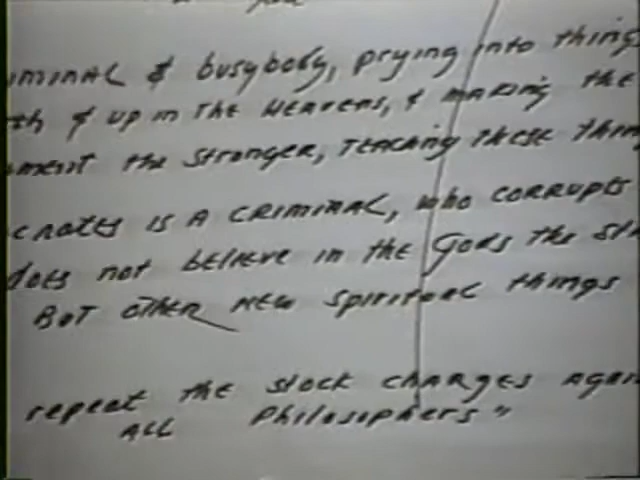 iminal & busybody, prying into thing
th & up in the Heavens, & making the
ment the stronger, teaching these thin
crates is a criminal, who corrupts
does not believe in the Gods the sta
But other new spiritual things
repeat the stock charges again
all philosophers"